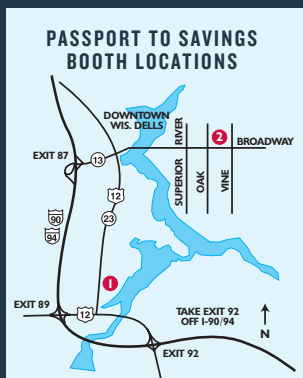 PASSPORT TO SAVINGS
BOOTH LOCATIONS
DOWNTOWN
WIS. DELLS
RIVER
2
BROADWAY
EXIT 87
13
SUPERIOR
OAK
VINE
12
90
94
23
1
EXIT 89
12
TAKE EXIT 92
OFF I-90/94
N
EXIT 92